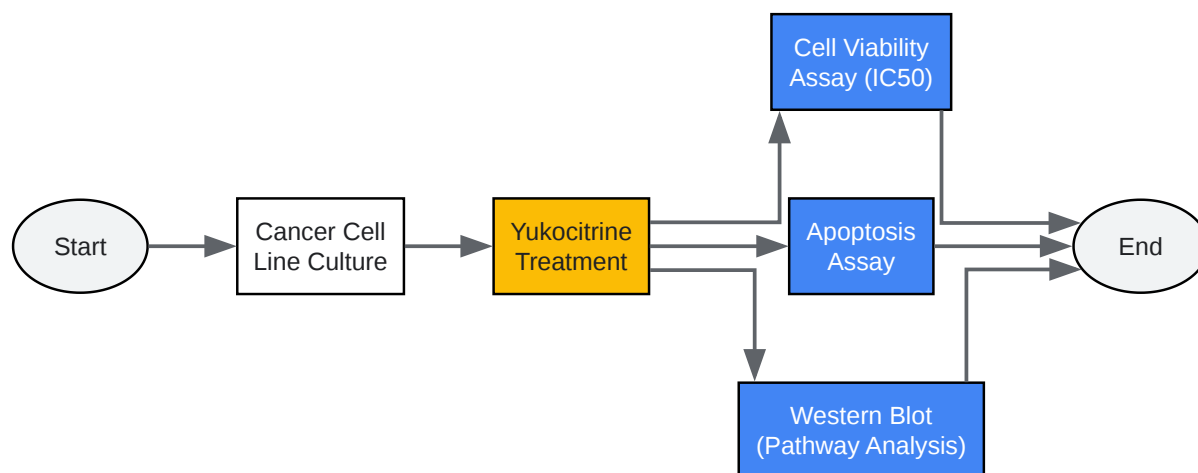 Start
Cancer Cell
Line Culture
Yukocitrine
Treatment
Cell Viability
Assay (IC50)
Apoptosis
Assay
Western Blot
(Pathway Analysis)
End